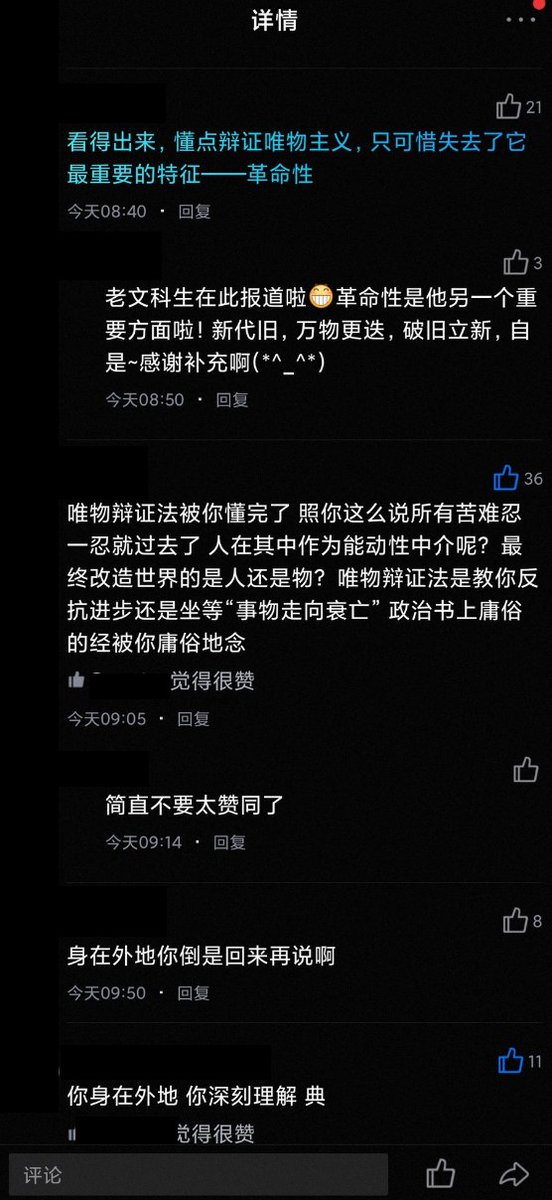 详情
21
看得出来，懂点辩证唯物主义，只可惜失去了它
最重要的特征——革命性
今天08:40 · 回复
3
老文科生在此报道啦😁革命性是他另一个重
要方面啦！新代旧，万物更迭，破旧立新，自
是~感谢补充啊(*^_^*)
今天08:50 · 回复
36
唯物辩证法被你懂完了 照你这么说所有苦难忍
一忍就过去了 人在其中作为能动性中介呢？最
终改造世界的是人还是物？唯物辩证法是教你反
抗进步还是坐等“事物走向衰亡” 政治书上庸俗
的经被你庸俗地念
觉得很赞
今天09:05 · 回复
简直不要太赞同了
今天09:14 · 回复
8
身在外地你倒是回来再说啊
今天09:50 · 回复
11
你身在外地 你深刻理解 典
觉得很赞
评论